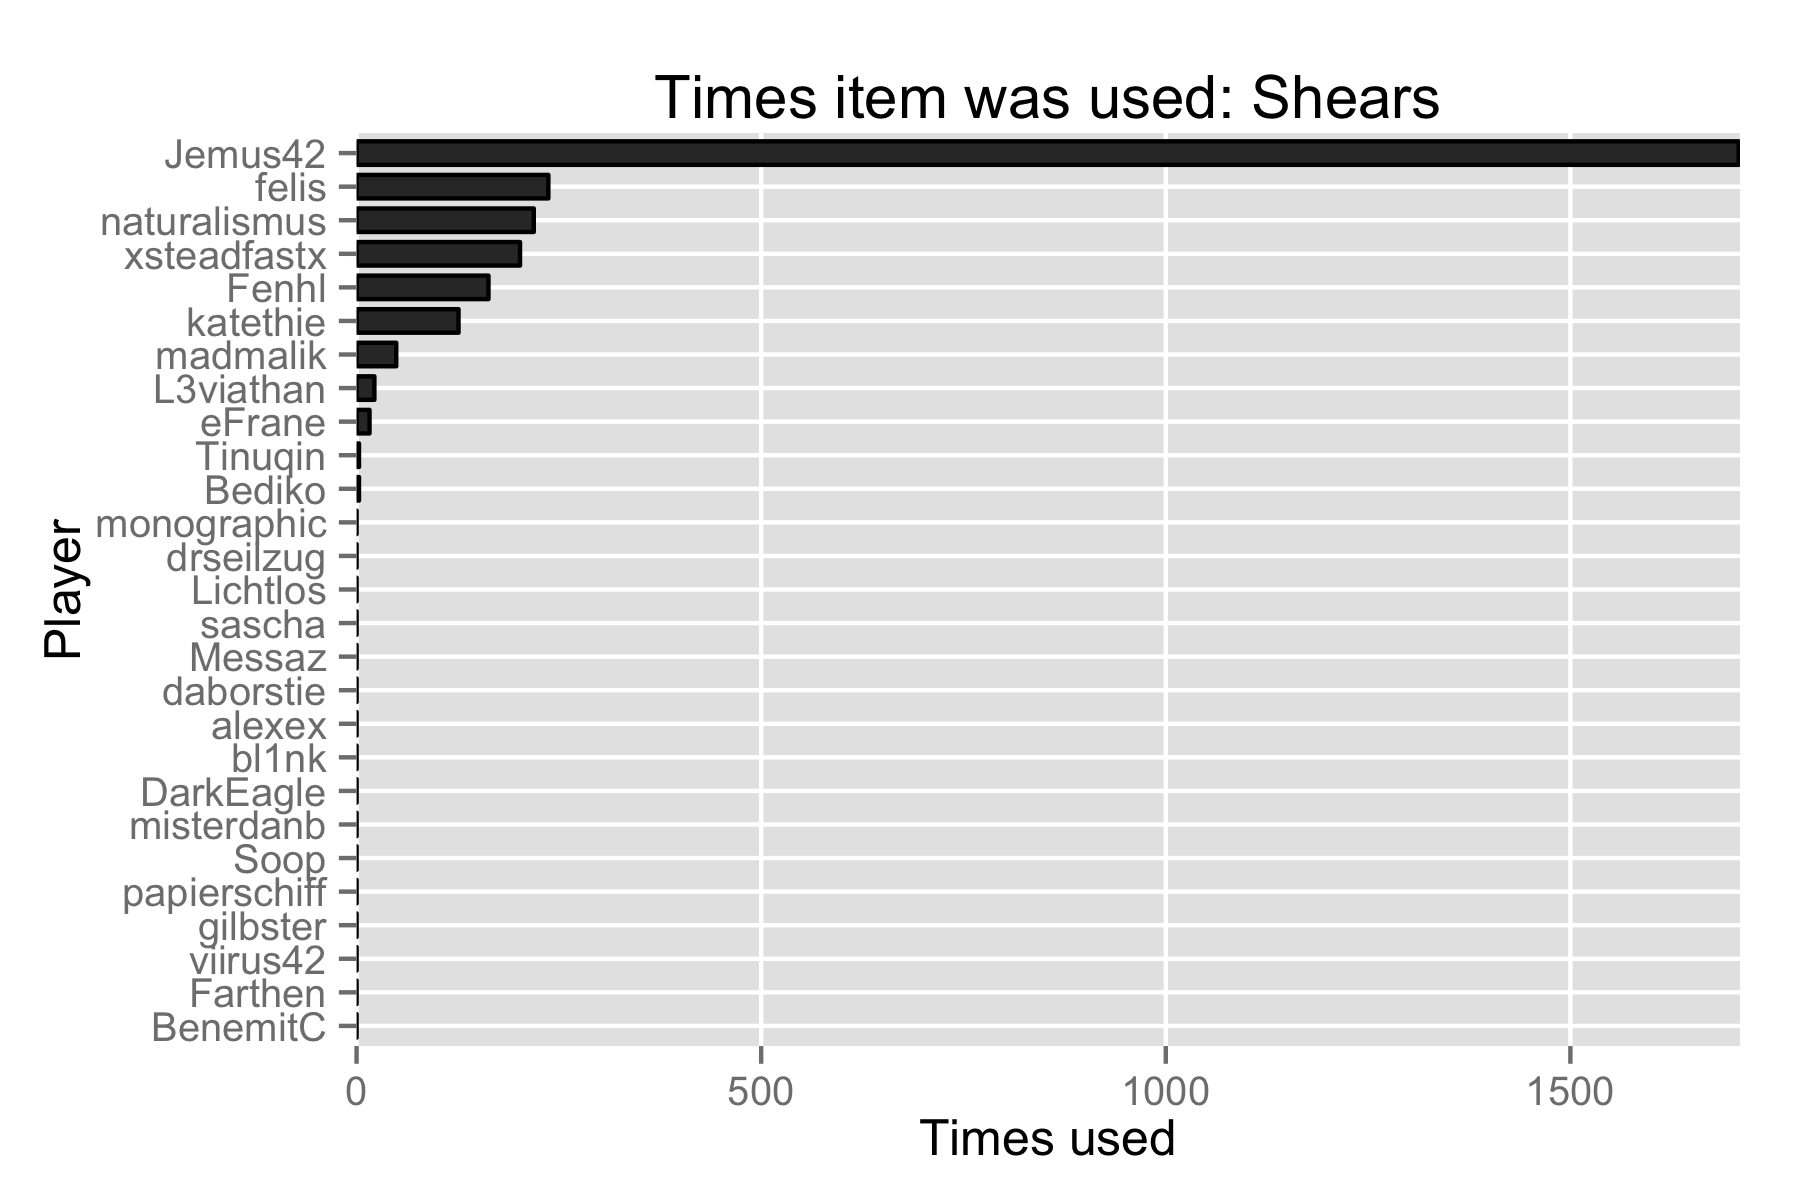 Times item was used: Shears
Jemus42
felis
naturalismus
xsteadfastx
Fenhl
katethie
madmalik
L3viathan
eFrane
Tinuqin
Bediko
monographic
drseilzug
Lichtlos
sascha
Messaz
daborstie
alexex
bl1nk
DarkEagle
misterdanb
Soop
papierschiff
gilbster
viirus42
Farthen
BenemitC
Player
0 500 1000 1500
Times used